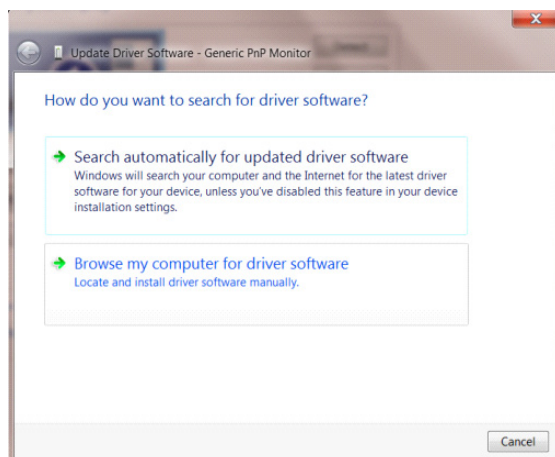 Update Driver Software - Generic PnP Monitor
How do you want to search for driver software?
Search automatically for updated driver software
Windows will search your computer and the Internet for the latest driver
software for your device, unless you've disabled this feature in your device
installation settings.
Browse my computer for driver software
Locate and install driver software manually.
Cancel